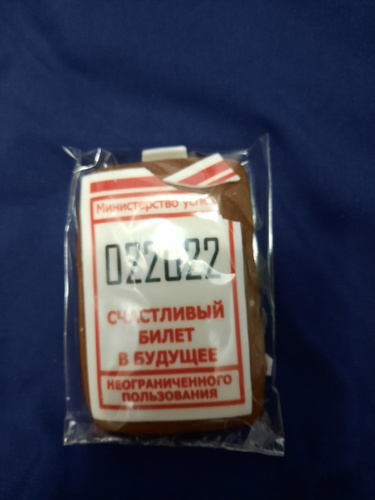 Министерство
022022
СЧАСТЛИВЫЙ
БИЛЕТ
В БУДУЩЕЕ
НЕОГРАНИЧЕННОГО
ПОЛЬЗОВАНИЯ